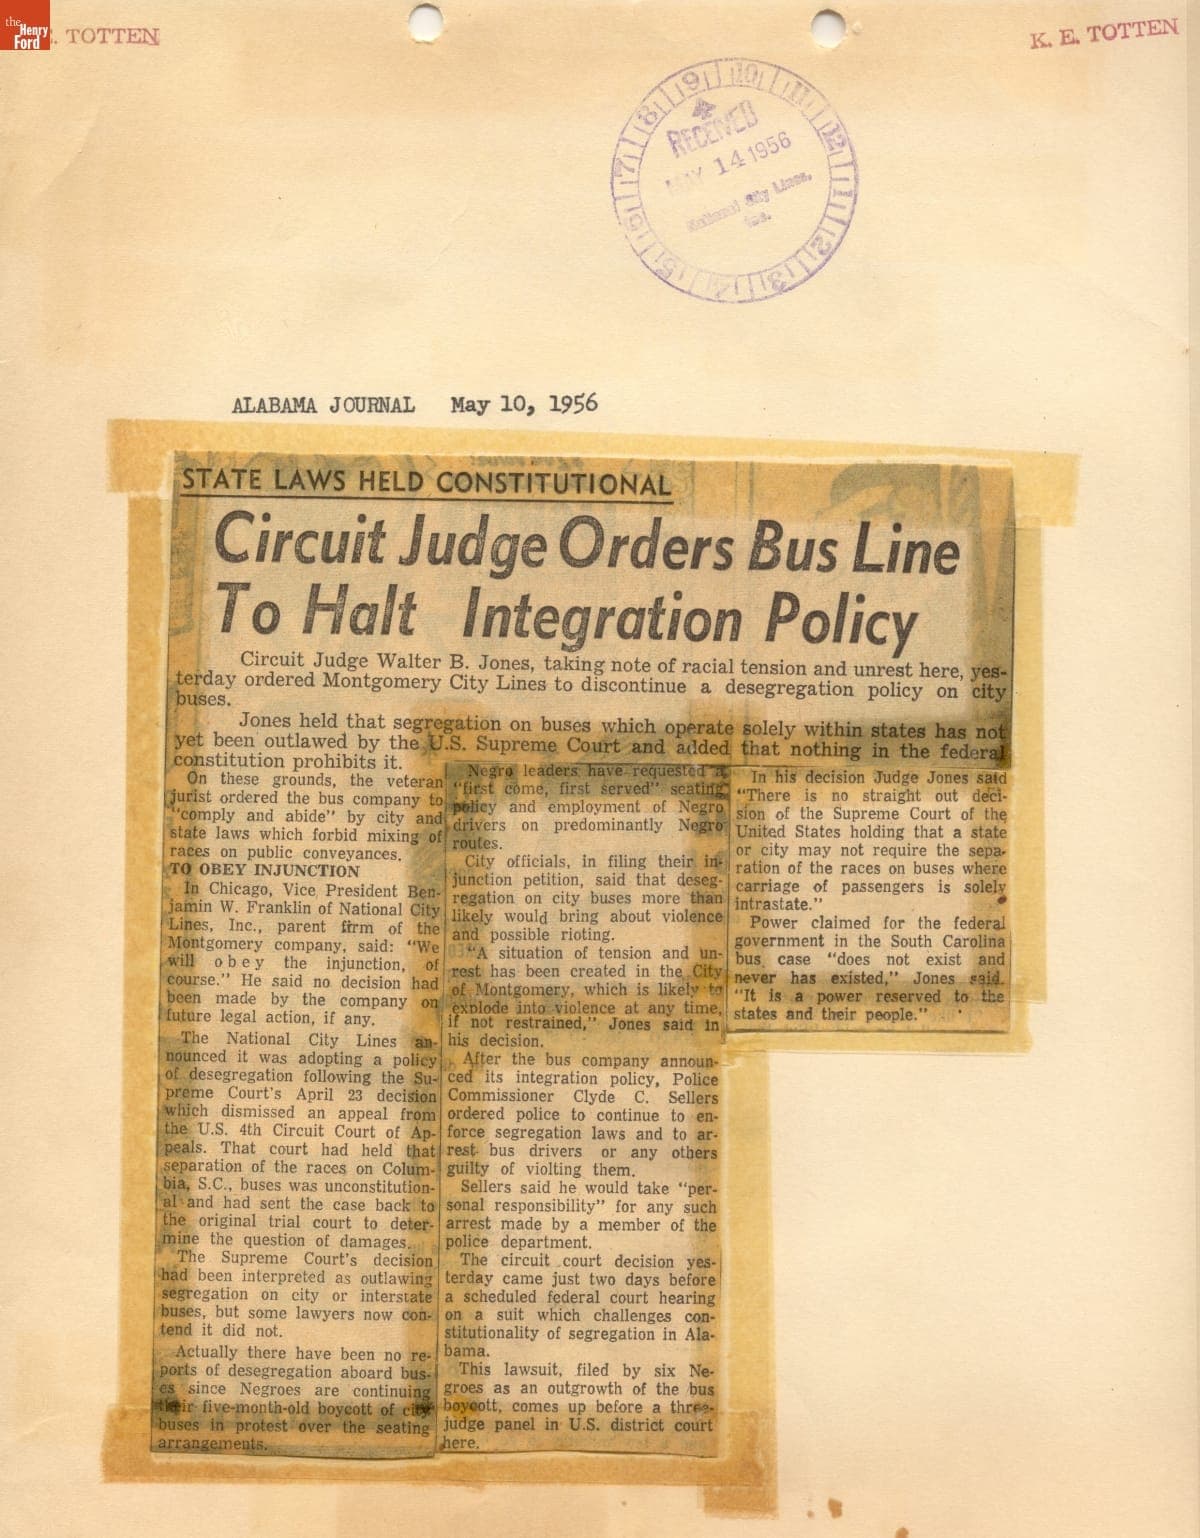 the
Henry
Ford
E. TOTTEN
K. E. TOTTEN
9 10 11 12 1 2 3 4 5 6 7 8
RECEIVED
MAY 14 1956
National City Lines,
Inc.
ALABAMA JOURNAL May 10, 1956
STATE LAWS HELD CONSTITUTIONAL
Circuit Judge Orders Bus Line
To Halt Integration Policy
Circuit Judge Walter B. Jones, taking note of racial tension and unrest here, yes-
terday ordered Montgomery City Lines to discontinue a desegregation policy on city
buses.
Jones held that segregation on buses which operate solely within states has not
yet been outlawed by the U.S. Supreme Court and added that nothing in the federal
constitution prohibits it.
On these grounds, the veteran
jurist ordered the bus company to
"comply and abide" by city and
state laws which forbid mixing of
races on public conveyances.
TO OBEY INJUNCTION
In Chicago, Vice President Ben-
jamin W. Franklin of National City
Lines, Inc., parent firm of the
Montgomery company, said: "We
will obey the injunction, of
course." He said no decision had
been made by the company on
future legal action, if any.
The National City Lines an-
nounced it was adopting a policy
of desegregation following the Su-
preme Court's April 23 decision
which dismissed an appeal from
the U.S. 4th Circuit Court of Ap-
peals. That court had held that
separation of the races on Colum-
bia, S.C., buses was unconstitution-
al and had sent the case back to
the original trial court to deter-
mine the question of damages.
The Supreme Court's decision
had been interpreted as outlawing
segregation on city or interstate
buses, but some lawyers now con-
tend it did not.
Actually there have been no re-
ports of desegregation aboard bus-
es since Negroes are continuing
their five-month-old boycott of city
buses in protest over the seating
arrangements.
Negro leaders have requested a
"first come, first served" seating
policy and employment of Negro
drivers on predominantly Negro
routes.
City officials, in filing their in-
junction petition, said that deseg-
regation on city buses more than
likely would bring about violence
and possible rioting.
"A situation of tension and un-
rest has been created in the City
of Montgomery, which is likely to
explode into violence at any time,
if not restrained," Jones said in
his decision.
After the bus company announ-
ced its integration policy, Police
Commissioner Clyde C. Sellers
ordered police to continue to en-
force segregation laws and to ar-
rest bus drivers or any others
guilty of violting them.
Sellers said he would take "per-
sonal responsibility" for any such
arrest made by a member of the
police department.
The circuit court decision yes-
terday came just two days before
a scheduled federal court hearing
on a suit which challenges con-
stitutionality of segregation in Ala-
bama.
This lawsuit, filed by six Ne-
groes as an outgrowth of the bus
boycott, comes up before a three-
judge panel in U.S. district court
here.
In his decision Judge Jones said
"There is no straight out deci-
sion of the Supreme Court of the
United States holding that a state
or city may not require the sepa-
ration of the races on buses where
carriage of passengers is solely
intrastate."
Power claimed for the federal
government in the South Carolina
bus case "does not exist and
never has existed," Jones said.
"It is a power reserved to the
states and their people."